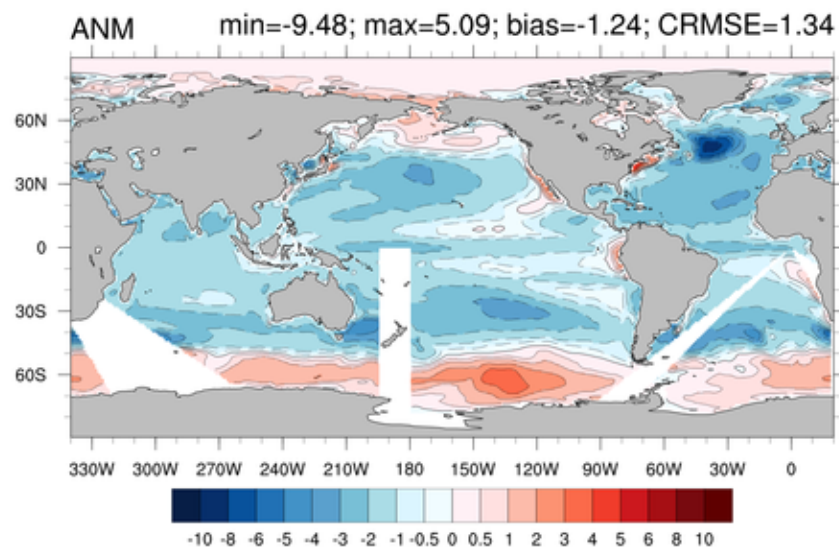 ANM min=-9.48; max=5.09; bias=-1.24; CRMSE=1.34
60N
30N
0
30S
60S
330W 300W 270W 240W 210W 180 150W 120W 90W 60W 30W 0
-10 -8 -6 -5 -4 -3 -2 -1 -0.5 0 0.5 1 2 3 4 5 6 8 10